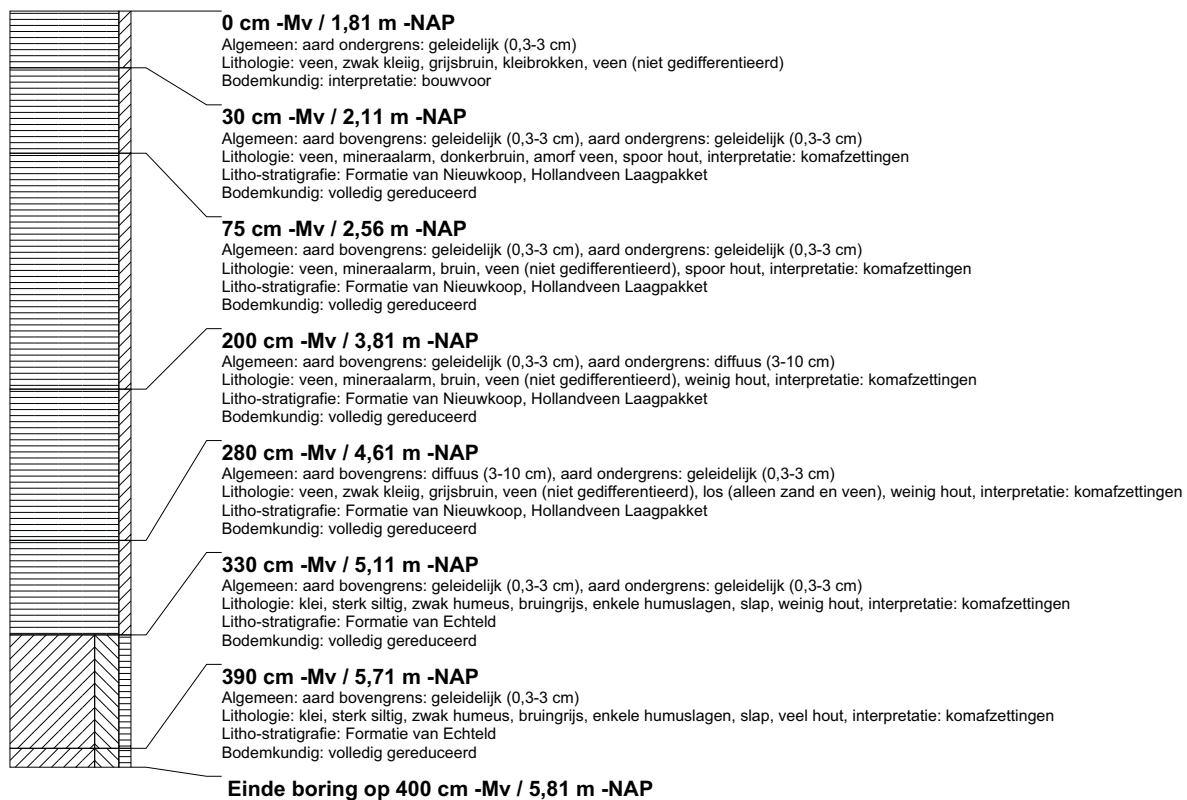 0 cm -Mv / 1,81 m -NAP
Algemeen: aard ondergrens: geleidelijk (0,3-3 cm)
Lithologie: veen, zwak kleiig, grijsbruin, kleibrokken, veen (niet gedifferentieerd)
Bodemkundig: interpretatie: bouwvoor
30 cm -Mv / 2,11 m -NAP
Algemeen: aard bovengrens: geleidelijk (0,3-3 cm), aard ondergrens: geleidelijk (0,3-3 cm)
Lithologie: veen, mineraalarm, donkerbruin, amorf veen, spoor hout, interpretatie: komafzettingen
Litho-stratigrafie: Formatie van Nieuwkoop, Hollandveen Laagpakket
Bodemkundig: volledig gereduceerd
75 cm -Mv / 2,56 m -NAP
Algemeen: aard bovengrens: geleidelijk (0,3-3 cm), aard ondergrens: geleidelijk (0,3-3 cm)
Lithologie: veen, mineraalarm, bruin, veen (niet gedifferentieerd), spoor hout, interpretatie: komafzettingen
Litho-stratigrafie: Formatie van Nieuwkoop, Hollandveen Laagpakket
Bodemkundig: volledig gereduceerd
200 cm -Mv / 3,81 m -NAP
Algemeen: aard bovengrens: geleidelijk (0,3-3 cm), aard ondergrens: diffuus (3-10 cm)
Lithologie: veen, mineraalarm, bruin, veen (niet gedifferentieerd), weinig hout, interpretatie: komafzettingen
Litho-stratigrafie: Formatie van Nieuwkoop, Hollandveen Laagpakket
Bodemkundig: volledig gereduceerd
280 cm -Mv / 4,61 m -NAP
Algemeen: aard bovengrens: diffuus (3-10 cm), aard ondergrens: geleidelijk (0,3-3 cm)
Lithologie: veen, zwak kleiig, grijsbruin, veen (niet gedifferentieerd), los (alleen zand en veen), weinig hout, interpretatie: komafzettingen
Litho-stratigrafie: Formatie van Nieuwkoop, Hollandveen Laagpakket
Bodemkundig: volledig gereduceerd
330 cm -Mv / 5,11 m -NAP
Algemeen: aard bovengrens: geleidelijk (0,3-3 cm), aard ondergrens: geleidelijk (0,3-3 cm)
Lithologie: klei, sterk siltig, zwak humeus, bruingrijs, enkele humuslagen, slap, weinig hout, interpretatie: komafzettingen
Litho-stratigrafie: Formatie van Echteld
Bodemkundig: volledig gereduceerd
390 cm -Mv / 5,71 m -NAP
Algemeen: aard bovengrens: geleidelijk (0,3-3 cm)
Lithologie: klei, sterk siltig, zwak humeus, bruingrijs, enkele humuslagen, slap, veel hout, interpretatie: komafzettingen
Litho-stratigrafie: Formatie van Echteld
Bodemkundig: volledig gereduceerd
Einde boring op 400 cm -Mv / 5,81 m -NAP